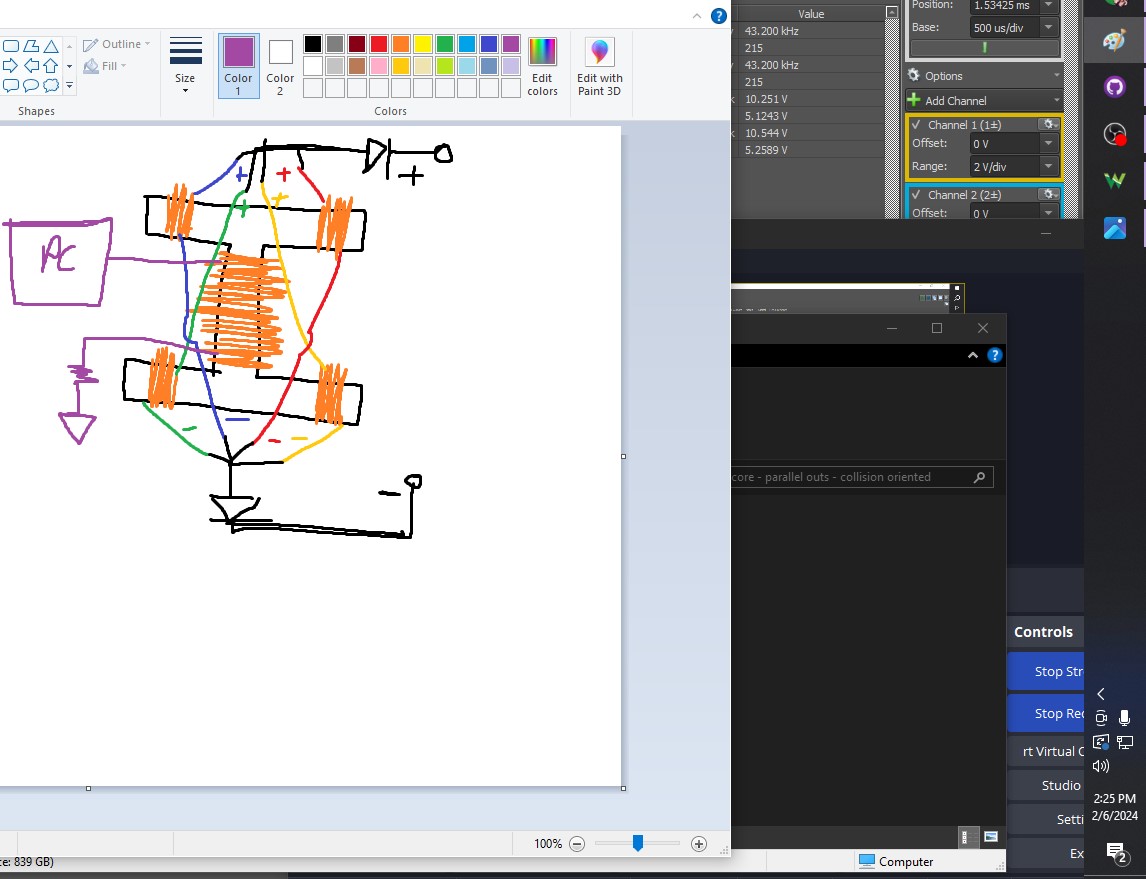 Outline
Fill
Shapes
Size
Color
1
Color
2
Edit
colors
Edit with
Paint 3D
Colors
AC
+
+
+
+
+
-
-
-
-
-
100%
ce: 839 GB)
Value
43.200 kHz
215
43.200 kHz
215
10.251 V
5.1243 V
10.544 V
5.2589 V
Position:
1.53425 ms
Base:
500 us/div
Options
Add Channel
Channel 1 (1±)
Offset:
0 V
Range:
2 V/div
Channel 2 (2±)
Offset:
0 V
core - parallel outs - collision oriented
Computer
Controls
Stop Str
Stop Rec
rt Virtual C
Studio
Setti
Ex
2:25 PM
2/6/2024
2